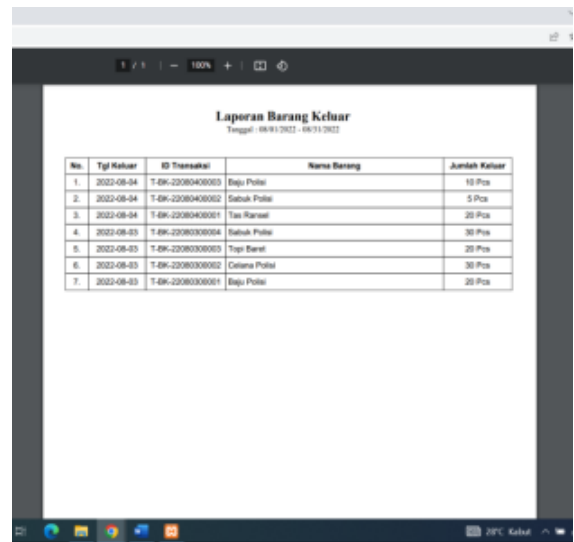 1 / 1 | − 100% + |
Laporan Barang Keluar
Tanggal : 08/01/2022 - 08/31/2022
No. Tgl Keluar ID Transaksi Nama Barang Jumlah Keluar
1. 2022-08-04 T-BK-22080400003 Baju Polisi 10 Pcs
2. 2022-08-04 T-BK-22080400002 Sabuk Polisi 5 Pcs
3. 2022-08-04 T-BK-22080400001 Tas Ransel 20 Pcs
4. 2022-08-03 T-BK-22080300004 Sabuk Polisi 30 Pcs
5. 2022-08-03 T-BK-22080300003 Topi Baret 20 Pcs
6. 2022-08-03 T-BK-22080300002 Celana Polisi 30 Pcs
7. 2022-08-03 T-BK-22080300001 Baju Polisi 20 Pcs
28°C Kabut